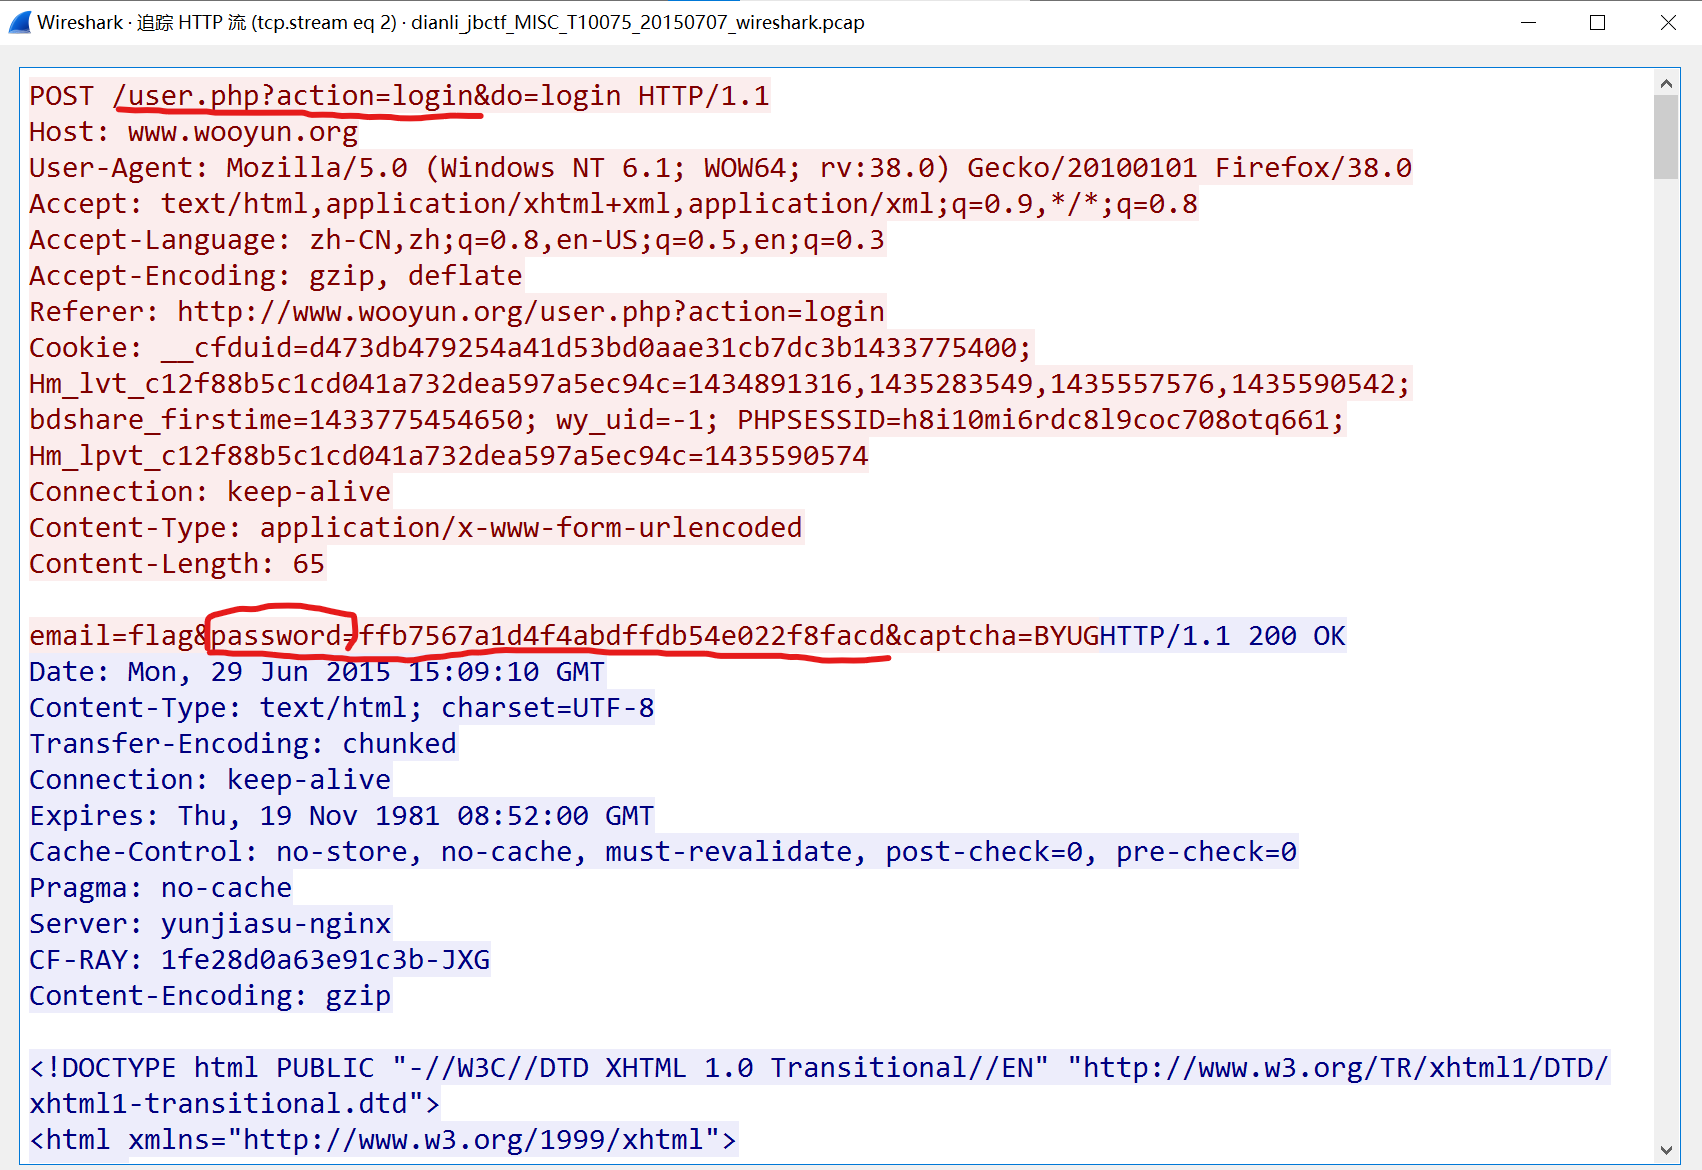 Wireshark · 追踪 HTTP 流 (tcp.stream eq 2) · dianli_jbctf_MISC_T10075_20150707_wireshark.pcap
POST /user.php?action=login&do=login HTTP/1.1
Host: www.wooyun.org
User-Agent: Mozilla/5.0 (Windows NT 6.1; WOW64; rv:38.0) Gecko/20100101 Firefox/38.0
Accept: text/html,application/xhtml+xml,application/xml;q=0.9,*/*;q=0.8
Accept-Language: zh-CN,zh;q=0.8,en-US;q=0.5,en;q=0.3
Accept-Encoding: gzip, deflate
Referer: http://www.wooyun.org/user.php?action=login
Cookie: __cfduid=d473db479254a41d53bd0aae31cb7dc3b1433775400;
Hm_lvt_c12f88b5c1cd041a732dea597a5ec94c=1434891316,1435283549,1435557576,1435590542;
bdshare_firstime=1433775454650; wy_uid=-1; PHPSESSID=h8i10mi6rdc8l9coc708otq661;
Hm_lpvt_c12f88b5c1cd041a732dea597a5ec94c=1435590574
Connection: keep-alive
Content-Type: application/x-www-form-urlencoded
Content-Length: 65
email=flag&password=ffb7567a1d4f4abdffdb54e022f8facd&captcha=BYUGHTTP/1.1 200 OK
Date: Mon, 29 Jun 2015 15:09:10 GMT
Content-Type: text/html; charset=UTF-8
Transfer-Encoding: chunked
Connection: keep-alive
Expires: Thu, 19 Nov 1981 08:52:00 GMT
Cache-Control: no-store, no-cache, must-revalidate, post-check=0, pre-check=0
Pragma: no-cache
Server: yunjiasu-nginx
CF-RAY: 1fe28d0a63e91c3b-JXG
Content-Encoding: gzip
<!DOCTYPE html PUBLIC "-//W3C//DTD XHTML 1.0 Transitional//EN" "http://www.w3.org/TR/xhtml1/DTD/
xhtml1-transitional.dtd">
<html xmlns="http://www.w3.org/1999/xhtml">